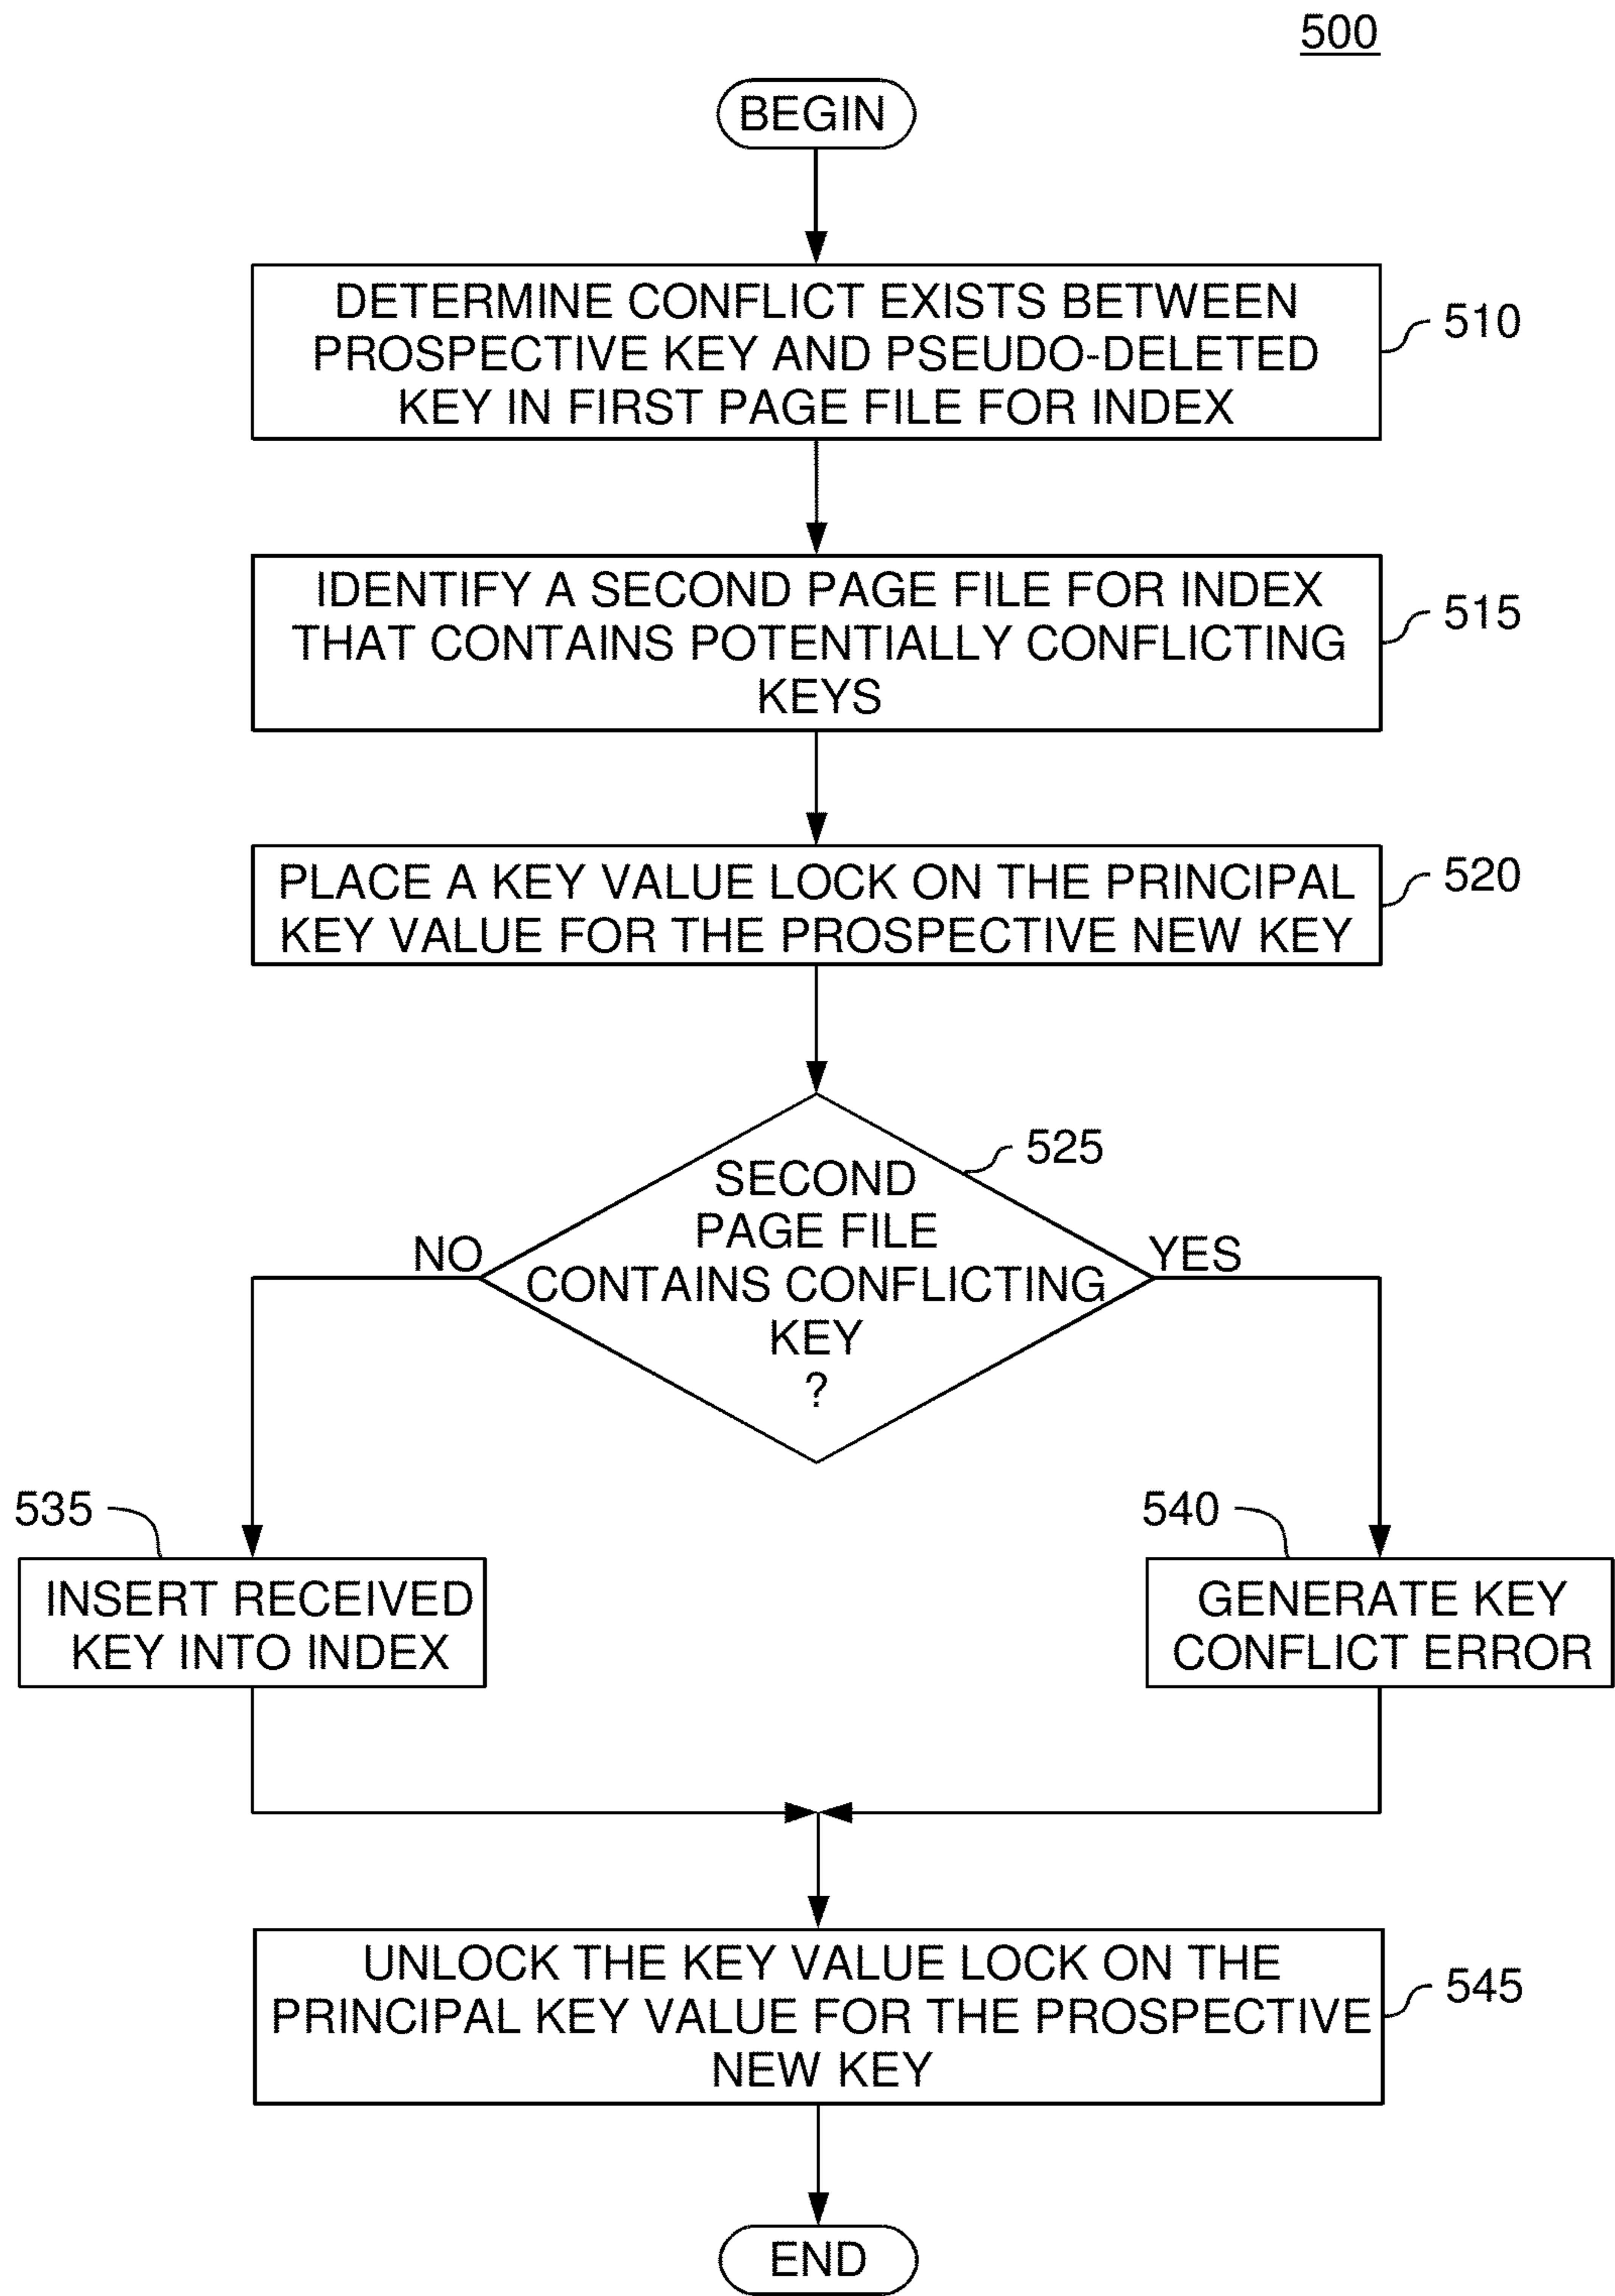 500
BEGIN
DETERMINE CONFLICT EXISTS BETWEEN
PROSPECTIVE KEY AND PSEUDO-DELETED
KEY IN FIRST PAGE FILE FOR INDEX
510
IDENTIFY A SECOND PAGE FILE FOR INDEX
THAT CONTAINS POTENTIALLY CONFLICTING
KEYS
515
PLACE A KEY VALUE LOCK ON THE PRINCIPAL
KEY VALUE FOR THE PROSPECTIVE NEW KEY
520
525
SECOND
PAGE FILE
CONTAINS CONFLICTING
KEY
?
NO
YES
535
INSERT RECEIVED
KEY INTO INDEX
540
GENERATE KEY
CONFLICT ERROR
UNLOCK THE KEY VALUE LOCK ON THE
PRINCIPAL KEY VALUE FOR THE PROSPECTIVE
NEW KEY
545
END